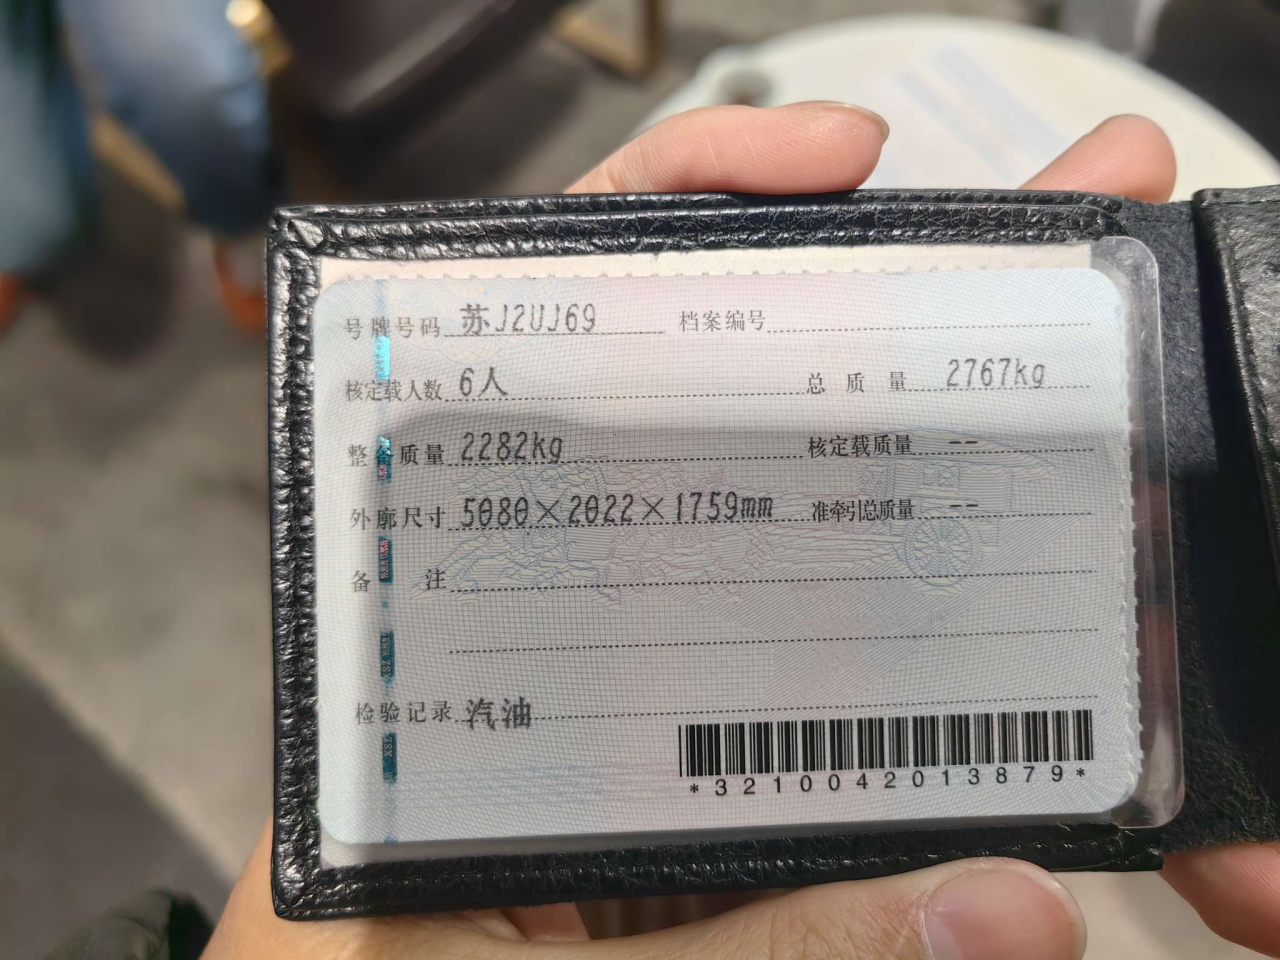 号牌号码 苏J2UJ69 档案编号
核定载人数 6人 总质量 2767kg
整备质量 2282kg 核定载质量 --
外廓尺寸 5080×2022×1759mm 准牵引总质量 --
备注
检验记录 汽油
*3210042013879*